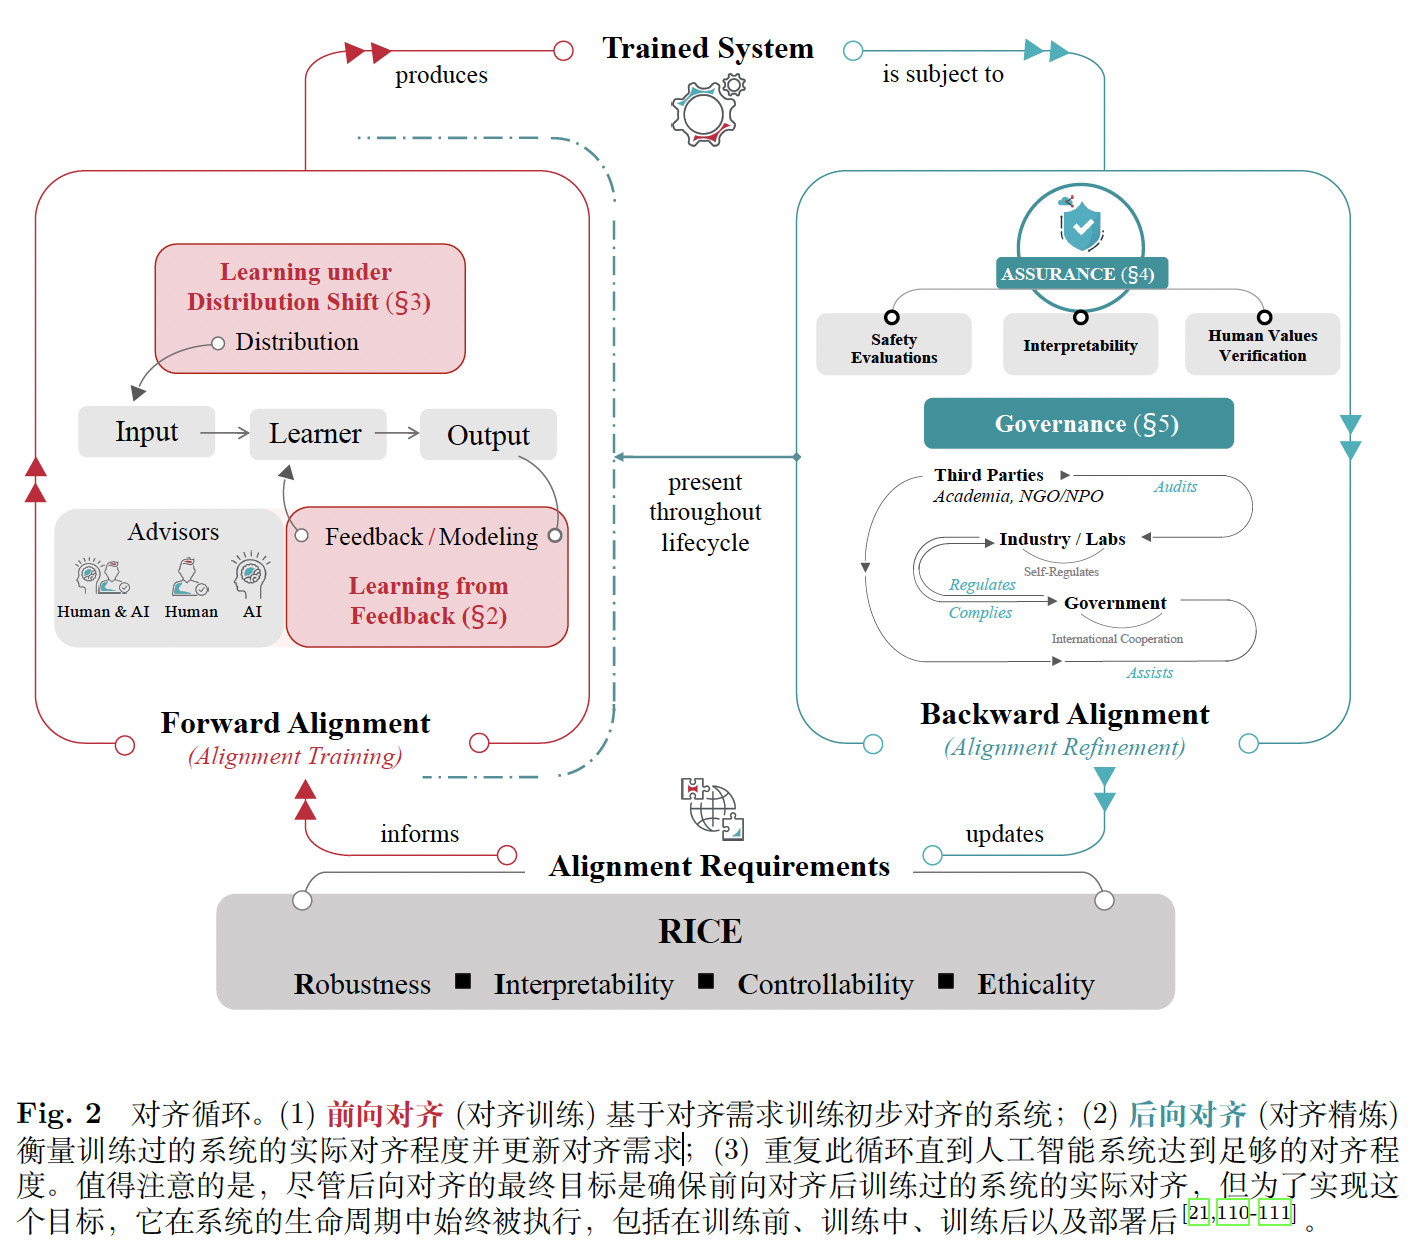 Trained System
produces
is subject to
Learning under
Distribution Shift (§3)
Distribution
Input
Learner
Output
Advisors
Human & AI
Human
AI
Feedback / Modeling
Learning from
Feedback (§2)
Forward Alignment
(Alignment Training)
present
throughout
lifecycle
ASSURANCE (§4)
Safety
Evaluations
Interpretability
Human Values
Verification
Governance (§5)
Third Parties
Academia, NGO/NPO
Audits
Industry / Labs
Self-Regulates
Regulates
Complies
Government
International Cooperation
Assists
Backward Alignment
(Alignment Refinement)
informs
updates
Alignment Requirements
RICE
Robustness ■ Interpretability ■ Controllability ■ Ethicality
Fig. 2 对齐循环。(1) 前向对齐 (对齐训练) 基于对齐需求训练初步对齐的系统；(2) 后向对齐 (对齐精炼)
衡量训练过的系统的实际对齐程度并更新对齐需求；(3) 重复此循环直到人工智能系统达到足够的对齐程
度。值得注意的是，尽管后向对齐的最终目标是确保前向对齐后训练过的系统的实际对齐，但为了实现这
个目标，它在系统的生命周期中始终被执行，包括在训练前、训练中、训练后以及部署后[21,110-111]。